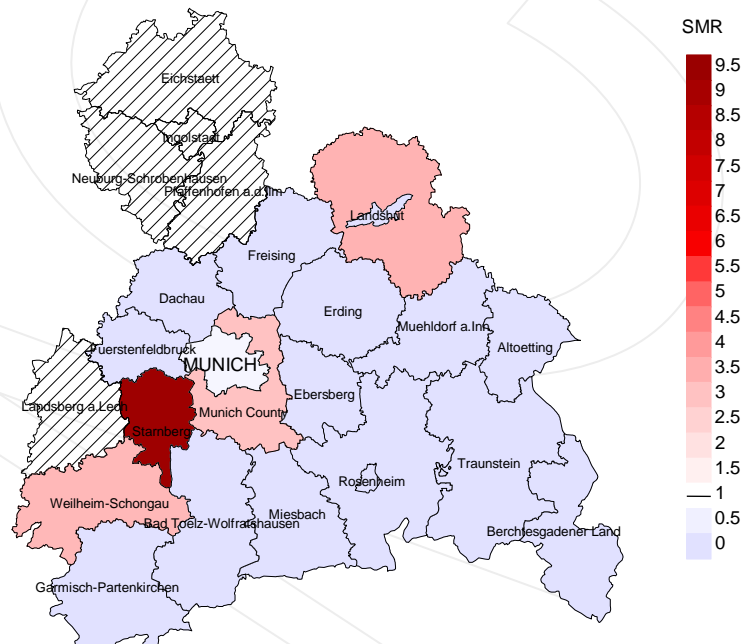 SMR
9.5
9
8.5
8
7.5
7
6.5
6
5.5
5
4.5
4
3.5
3
2.5
2
1.5
1
0.5
0
Eichstaett
Ingolstadt
Neuburg-Schrobenhausen
Pfaffenhofen a.d.Ilm
Landshut
Freising
Dachau
Erding
Muehldorf a.Inn
Altoetting
Fuerstenfeldbruck
MUNICH
Ebersberg
Landsberg a.Lech
Munich County
Starnberg
Traunstein
Rosenheim
Weilheim-Schongau
Miesbach
Bad Toelz-Wolfratshausen
Berchtesgadener Land
Garmisch-Partenkirchen